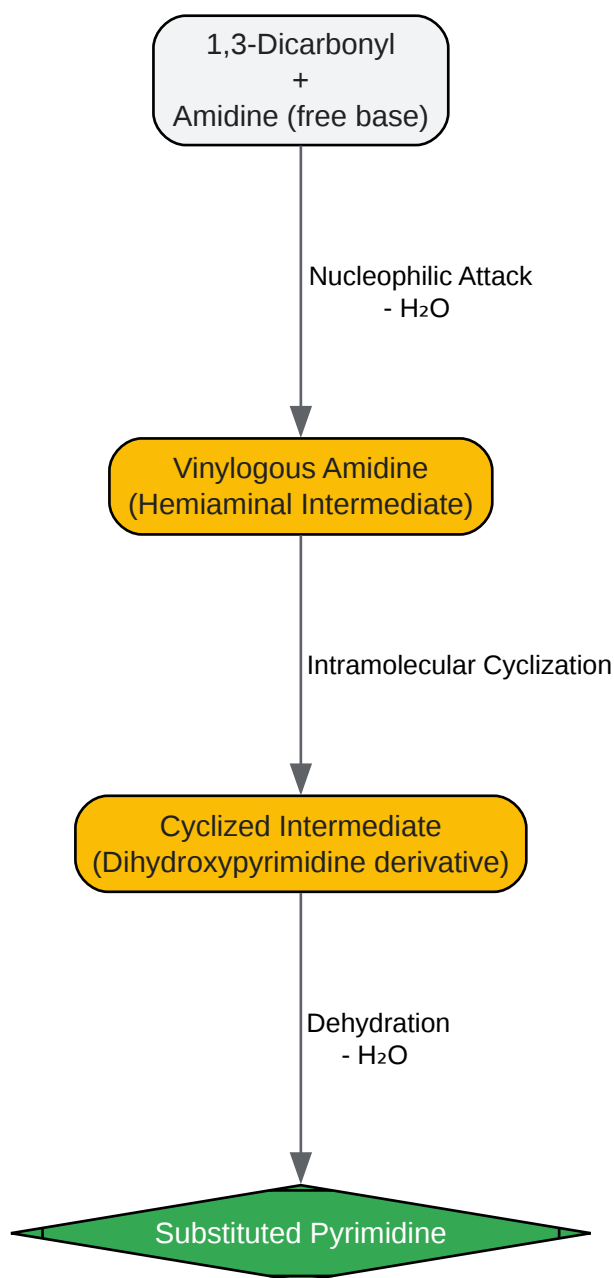 1,3-Dicarbonyl
+
Amidine (free base)
Nucleophilic Attack
- H₂O
Vinylogous Amidine
(Hemiaminal Intermediate)
Intramolecular Cyclization
Cyclized Intermediate
(Dihydroxypyrimidine derivative)
Dehydration
- H₂O
Substituted Pyrimidine